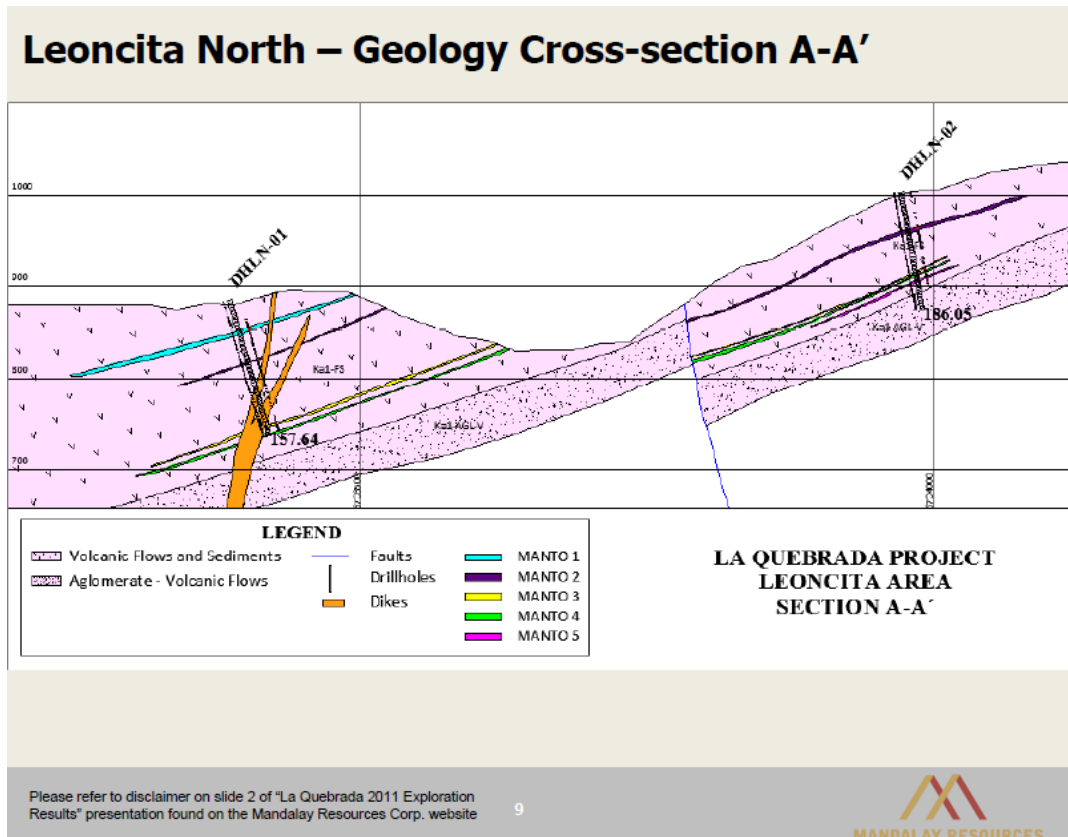 Leoncita North – Geology Cross-section A-A’
DHLN-02
1000
DHLN-01
900
186.05
800
Ka1-FS
Ka1-AGL-V
157.64
700
LEGEND
Volcanic Flows and Sediments
Aglomerate - Volcanic Flows
Faults
Drillholes
Dikes
MANTO 1
MANTO 2
MANTO 3
MANTO 4
MANTO 5
LA QUEBRADA PROJECT
LEONCITA AREA
SECTION A-A´
Please refer to disclaimer on slide 2 of “La Quebrada 2011 Exploration
Results” presentation found on the Mandalay Resources Corp. website
9
MANDALAY RESOURCES